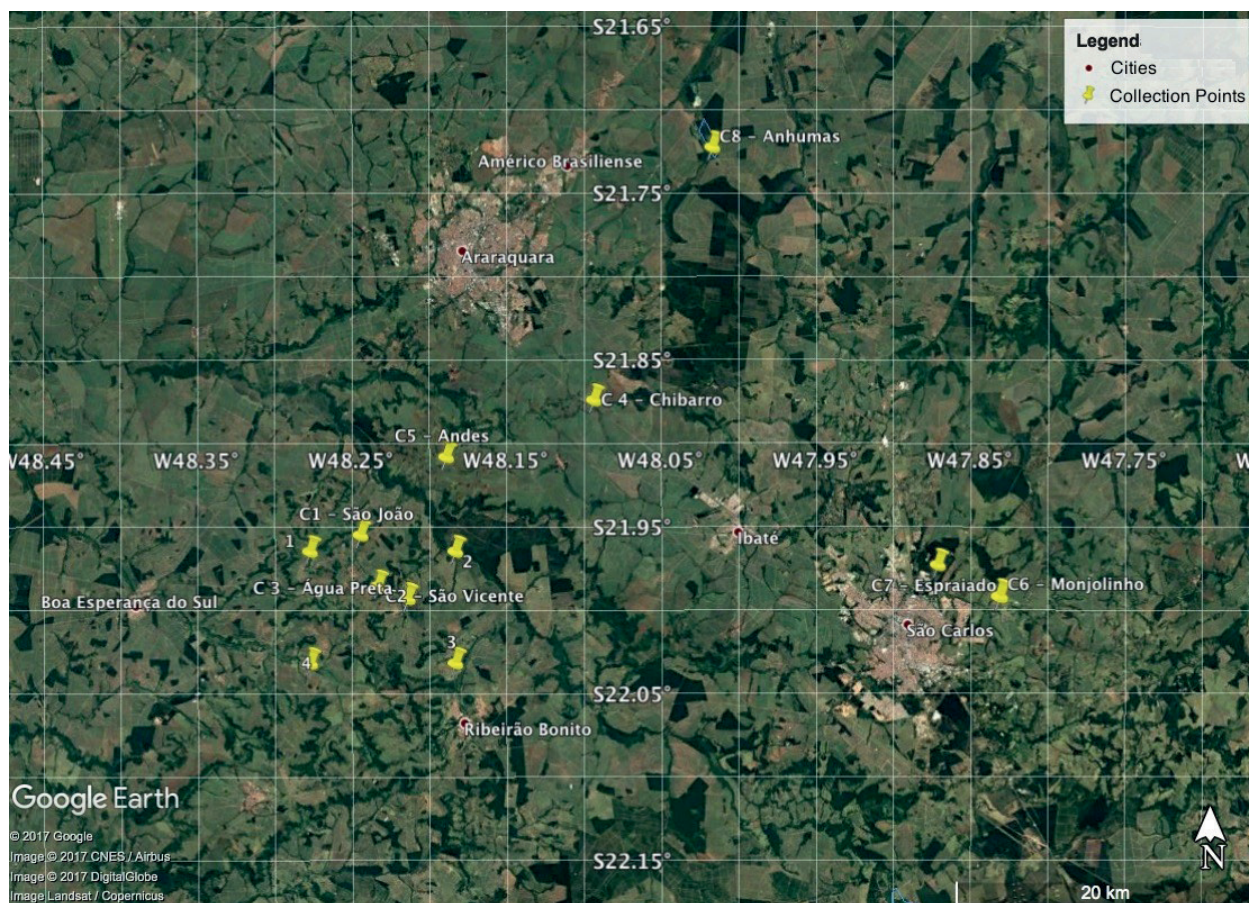 S21.65°
Legend
Cities
Collection Points
C8 - Anhumas
Américo Brasiliense
S21.75°
Araraquara
S21.85°
C 4 - Chibarro
C5 - Andes
W48.45°
W48.35°
W48.25°
W48.15°
W48.05°
W47.95°
W47.85°
W47.75°
W
C1 - São João
S21.95°
1
2
Ibaté
C 3 - Água Preta
C2 - São Vicente
C7 - Espraiado
C6 - Monjolinho
Boa Esperança do Sul
São Carlos
3
4
S22.05°
Ribeirão Bonito
Google Earth
© 2017 Google
Image © 2017 CNES / Airbus
Image © 2017 DigitalGlobe
Image Landsat / Copernicus
S22.15°
N
20 km